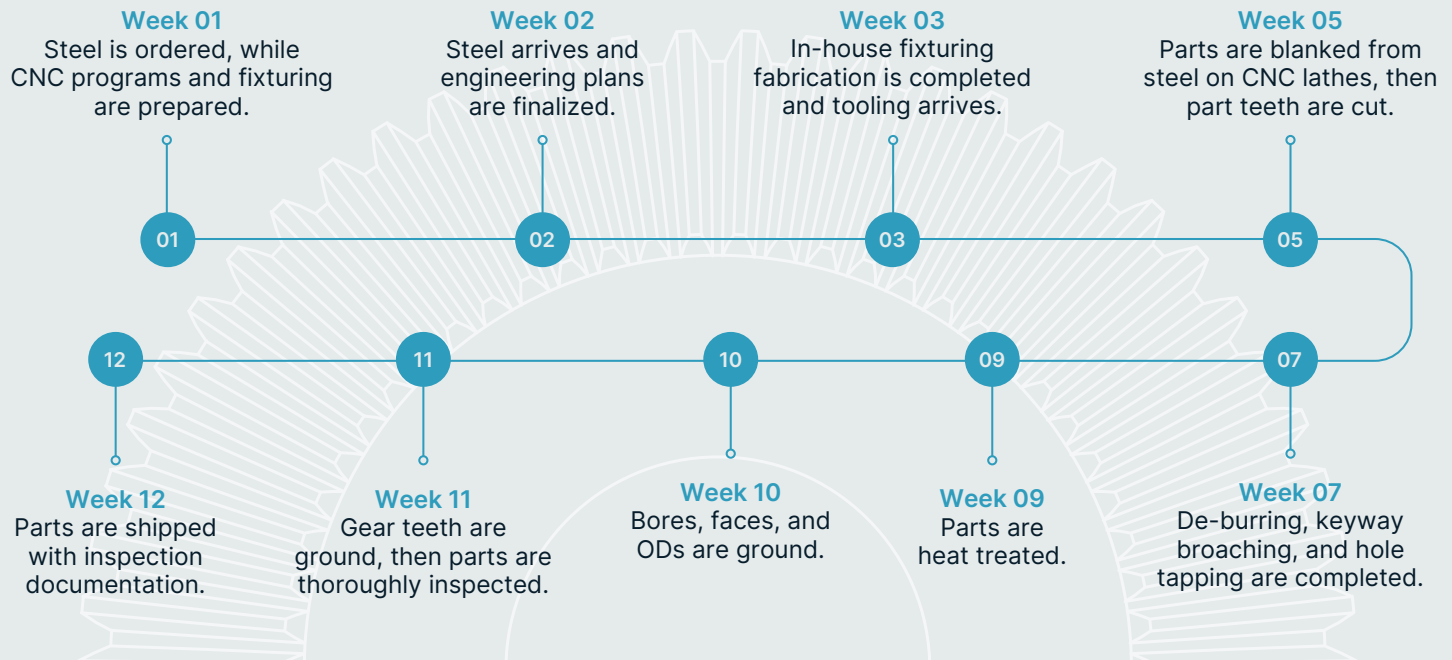 Week 01
Steel is ordered, while
CNC programs and fixturing
are prepared.
Week 02
Steel arrives and
engineering plans
are finalized.
Week 03
In-house fixturing
fabrication is completed
and tooling arrives.
Week 05
Parts are blanked from
steel on CNC lathes, then
part teeth are cut.
01
02
03
05
07
09
10
11
12
Week 07
De-burring, keyway
broaching, and hole
tapping are completed.
Week 09
Parts are
heat treated.
Week 10
Bores, faces, and
ODs are ground.
Week 11
Gear teeth are
ground, then parts are
thoroughly inspected.
Week 12
Parts are shipped
with inspection
documentation.